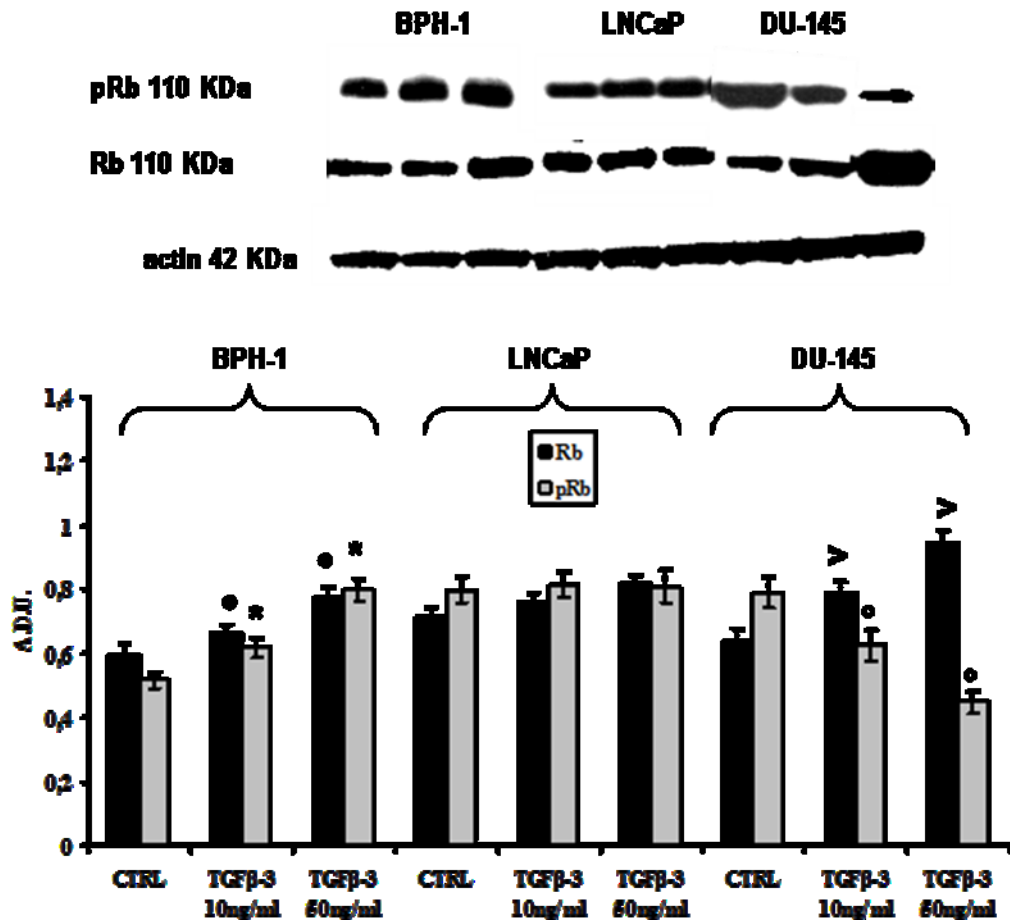 BPH-1 LNCaP DU-145
pRb 110 KDa
Rb 110 KDa
actin 42 KDa
BPH-1 LNCaP DU-145
1,4
1,2
1
0,8
0,6
0,4
0,2
0
A.D.U.
Rb
pRb
CTRL TGFβ-3 TGFβ-3 CTRL TGFβ-3 TGFβ-3 CTRL TGFβ-3 TGFβ-3
10ng/ml 50ng/ml 10ng/ml 50ng/ml 10ng/ml 50ng/ml